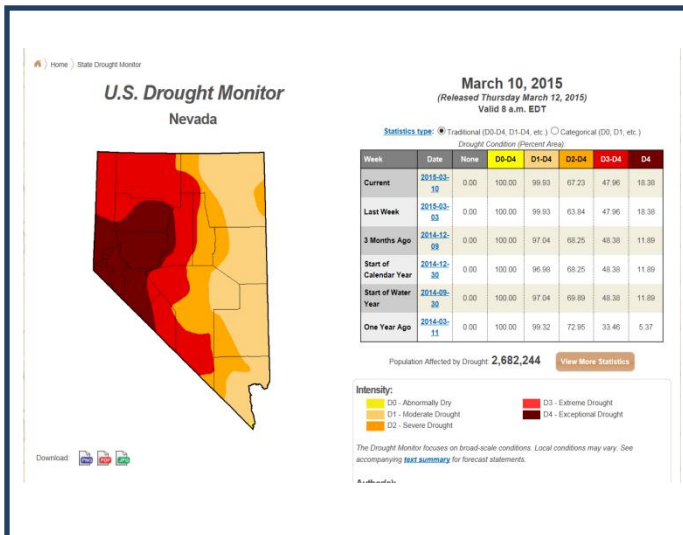 Home
State Drought Monitor
U.S. Drought Monitor
Nevada
March 10, 2015
(Released Thursday March 12, 2015)
Valid 8 a.m. EDT
Statistics type: Traditional (D0-D4, D1-D4, etc.) Categorical (D0, D1, etc.)
Drought Condition (Percent Area):
Week Date None D0-D4 D1-D4 D2-D4 D3-D4 D4
Current 2015-03-10 0.00 100.00 99.93 67.23 47.96 18.38
Last Week 2015-03-03 0.00 100.00 99.93 63.84 47.96 18.38
3 Months Ago 2014-12-09 0.00 100.00 97.04 68.25 48.38 11.89
Start of Calendar Year 2014-12-30 0.00 100.00 96.98 68.25 48.38 11.89
Start of Water Year 2014-09-30 0.00 100.00 97.04 69.89 48.38 11.89
One Year Ago 2014-03-11 0.00 100.00 99.32 72.95 33.46 5.37
Population Affected by Drought: 2,682,244 View More Statistics
Intensity:
D0 - Abnormally Dry
D1 - Moderate Drought
D2 - Severe Drought
D3 - Extreme Drought
D4 - Exceptional Drought
The Drought Monitor focuses on broad-scale conditions. Local conditions may vary. See
accompanying text summary for forecast statements.
Download: PNG PDF JPG